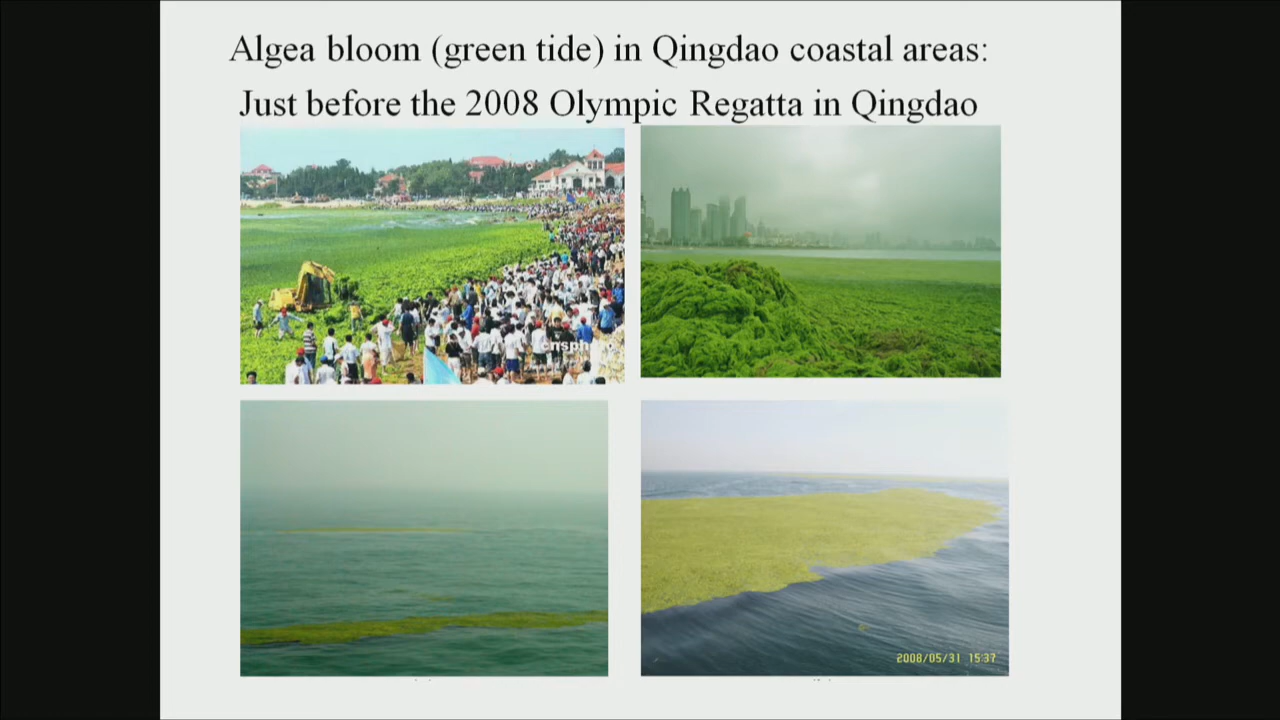 Algea bloom (green tide) in Qingdao coastal areas:
Just before the 2008 Olympic Regatta in Qingdao
2008/05/31 15:37